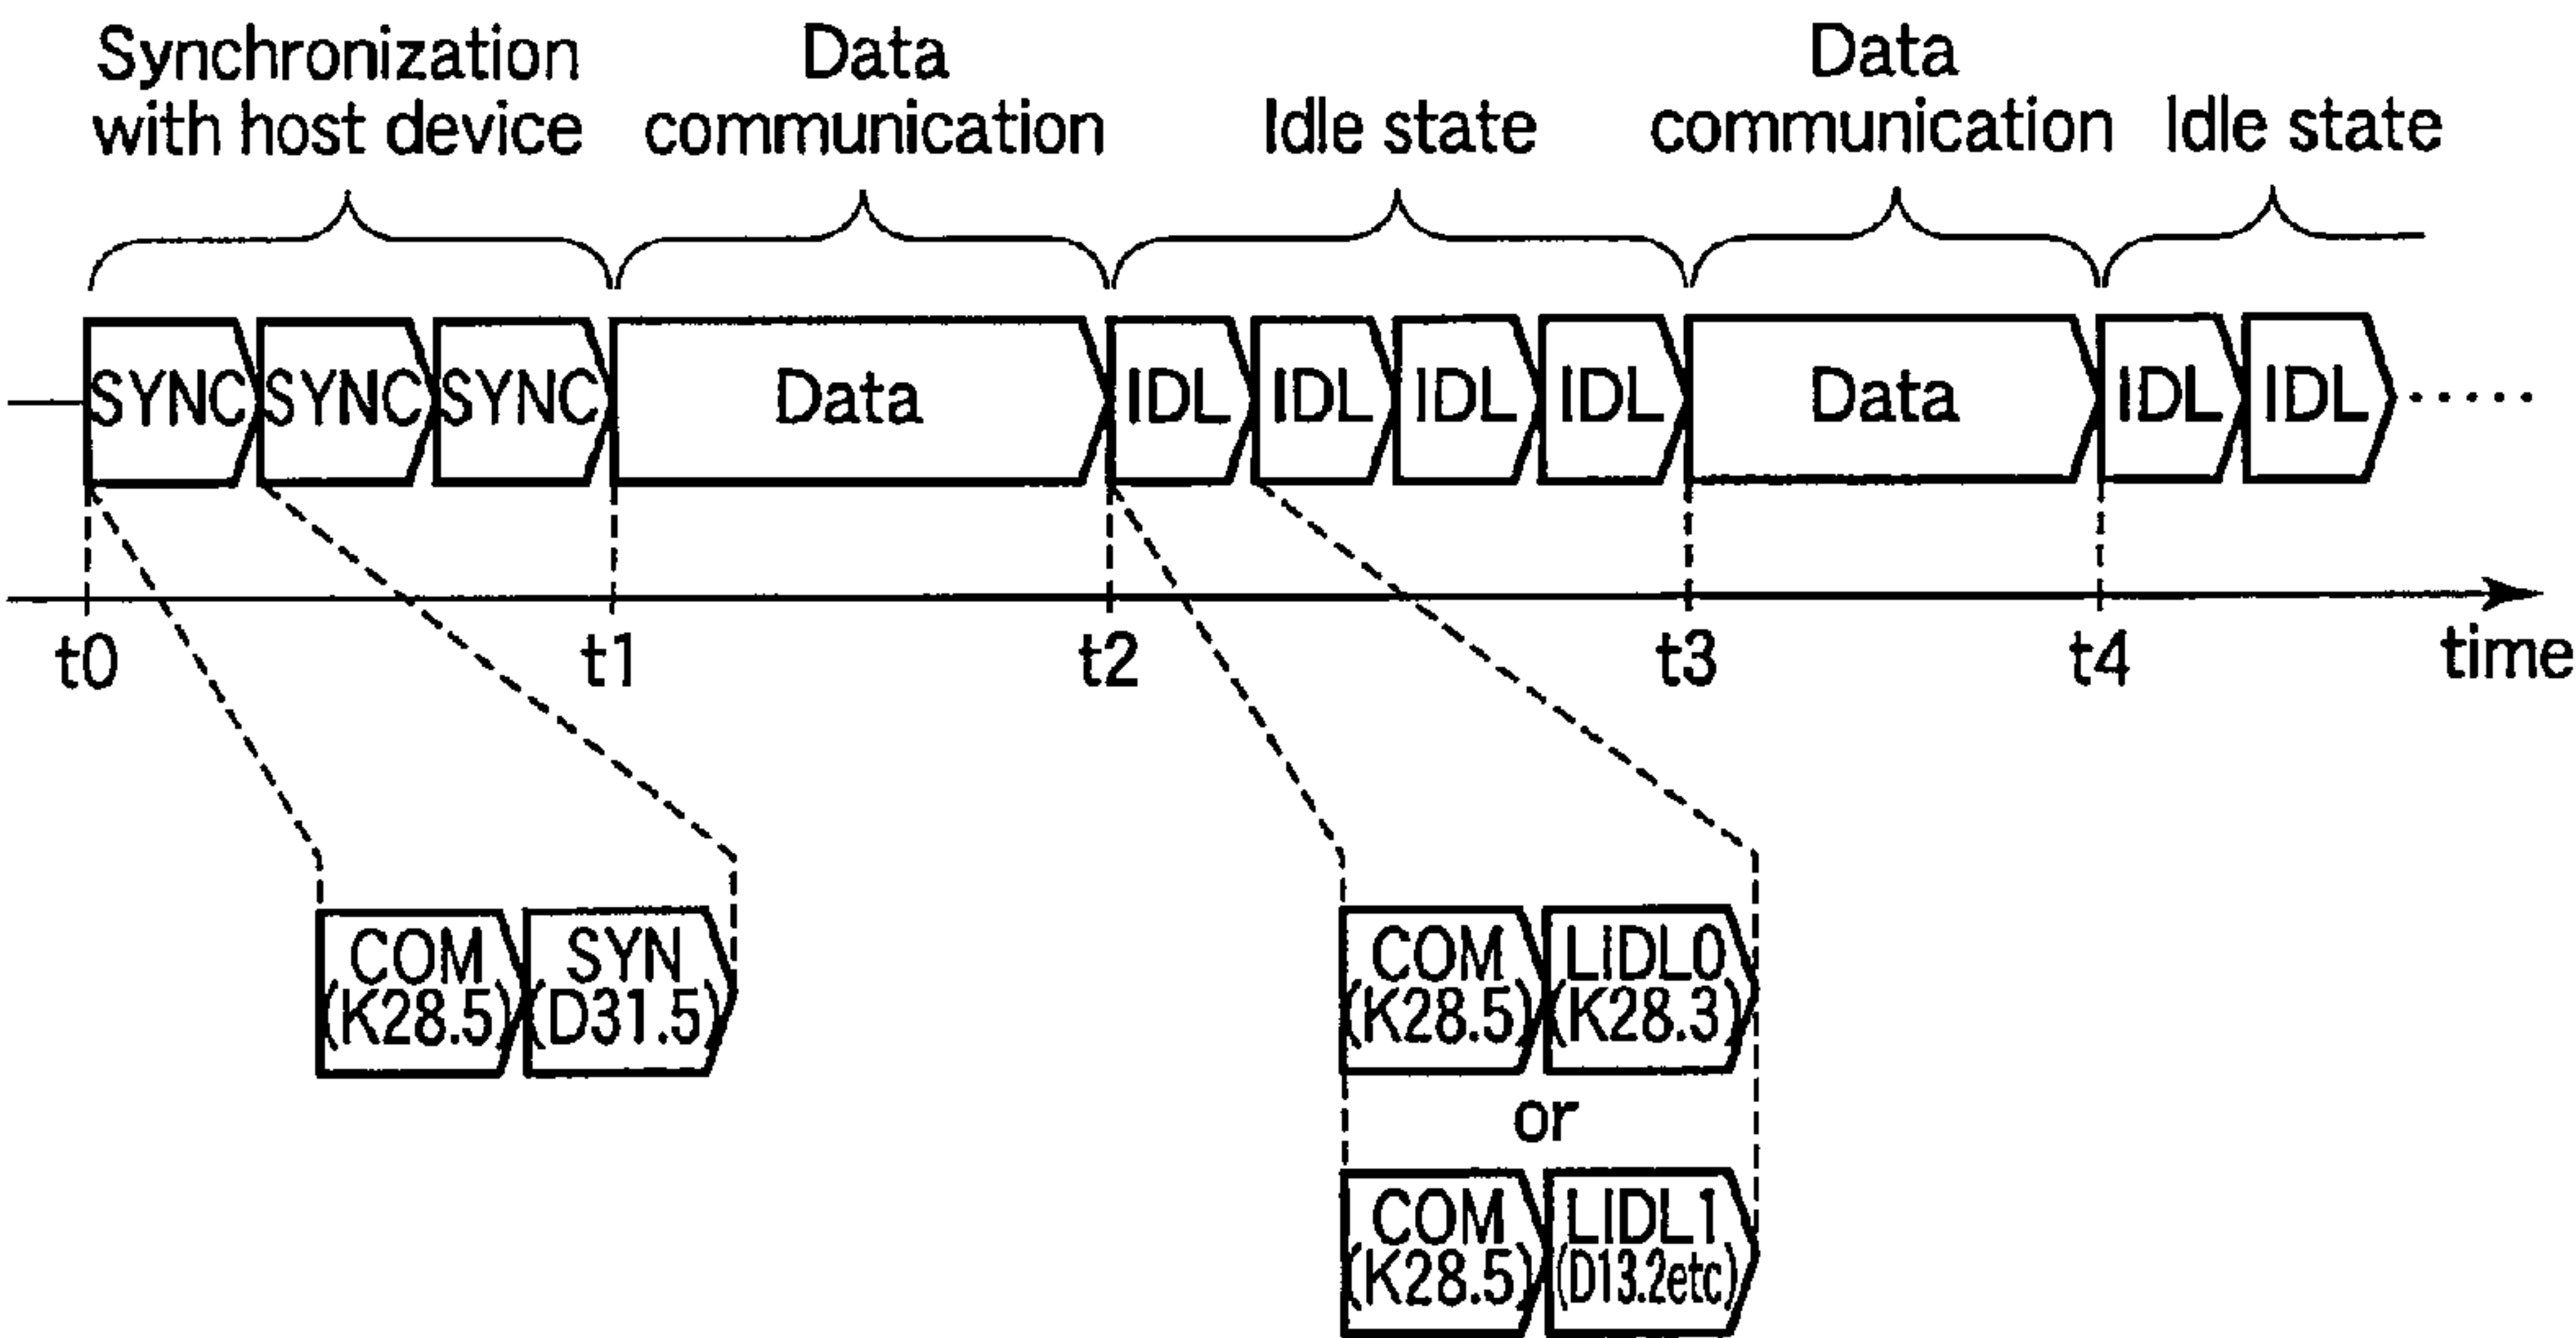 Synchronization
with host device
Data
communication
Idle state
Data
communication
Idle state
SYNC
SYNC
SYNC
Data
IDL
IDL
IDL
IDL
Data
IDL
IDL
.....
t0
t1
t2
t3
t4
time
COM
(K28.5)
SYN
(D31.5)
COM
(K28.5)
LIDL0
(K28.3)
or
COM
(K28.5)
LIDL1
(D13.2etc)